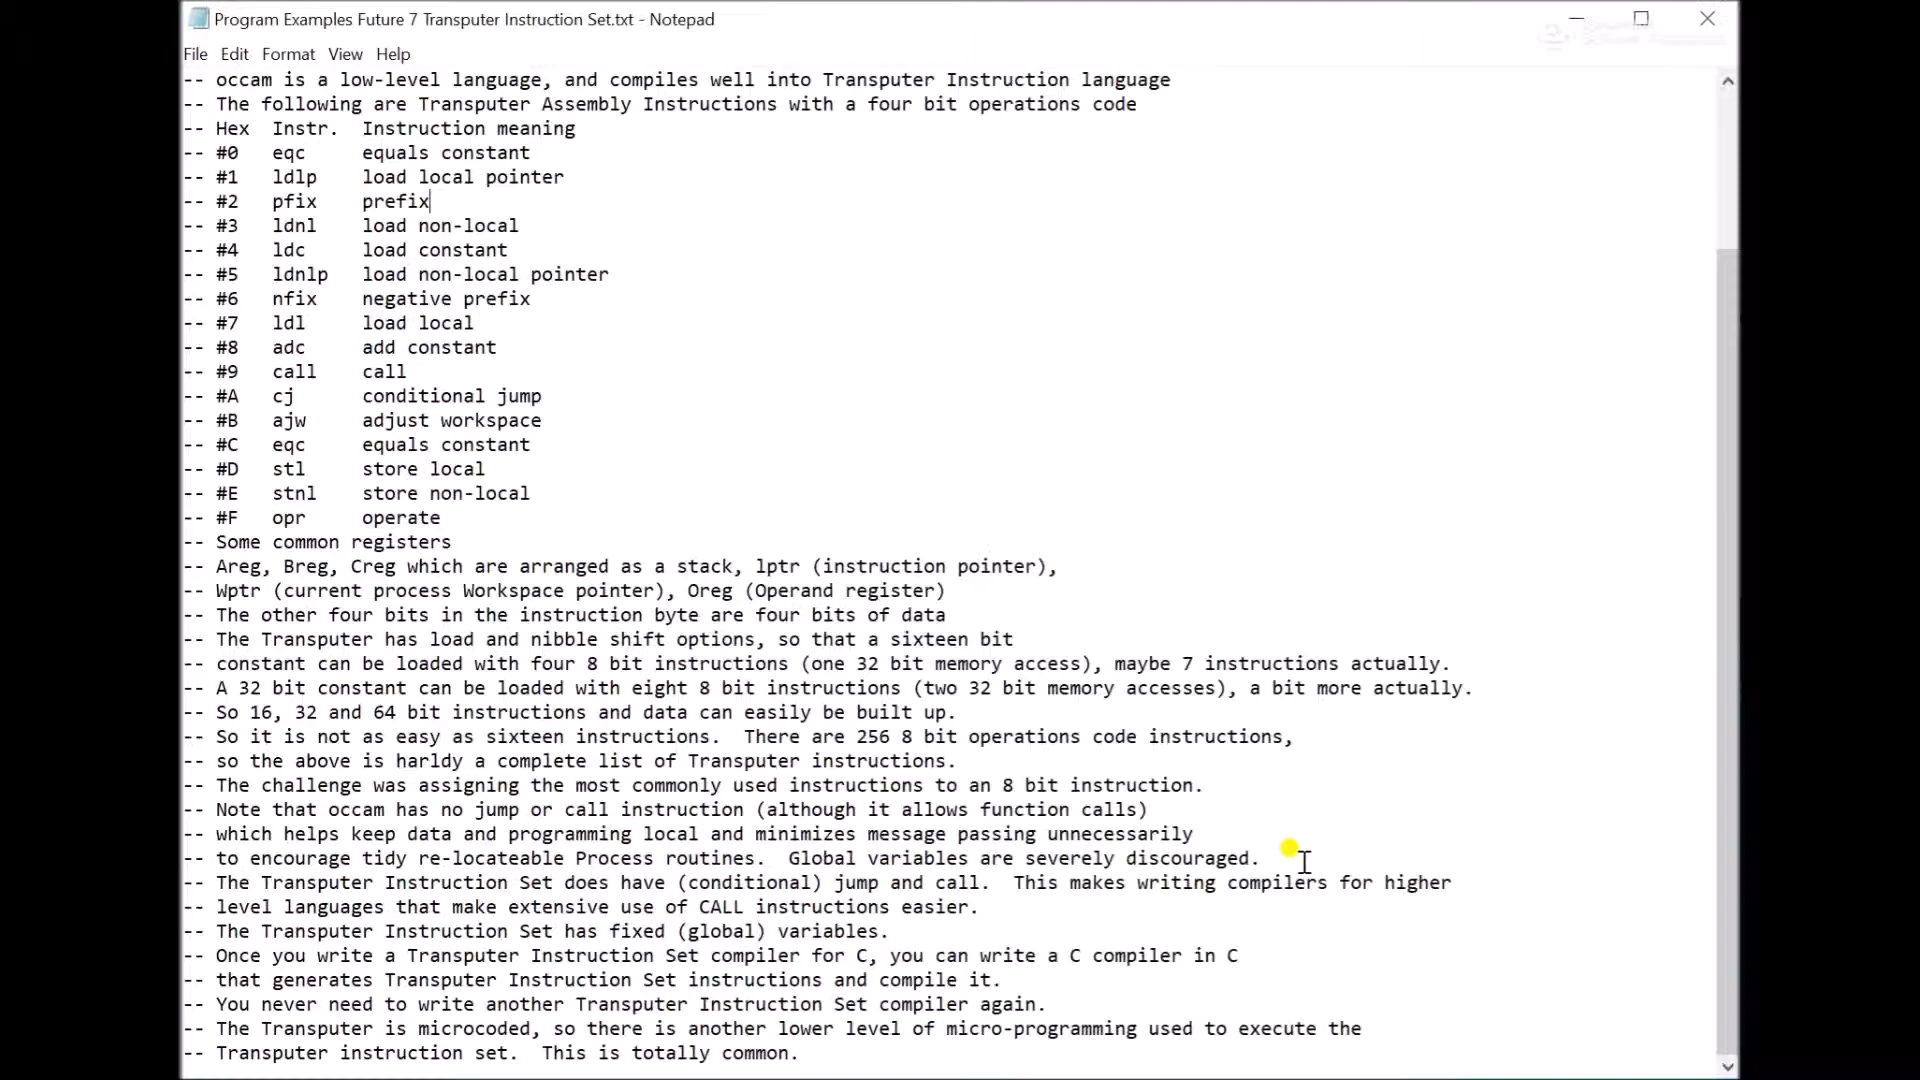 Program Examples Future 7 Transputer Instruction Set.txt - Notepad
File Edit Format View Help
-- occam is a low-level language, and compiles well into Transputer Instruction language
-- The following are Transputer Assembly Instructions with a four bit operations code
-- Hex Instr. Instruction meaning
-- #0 eqc equals constant
-- #1 ldlp load local pointer
-- #2 pfix prefix
-- #3 ldnl load non-local
-- #4 ldc load constant
-- #5 ldnlp load non-local pointer
-- #6 nfix negative prefix
-- #7 ldl load local
-- #8 adc add constant
-- #9 call call
-- #A cj conditional jump
-- #B ajw adjust workspace
-- #C eqc equals constant
-- #D stl store local
-- #E stnl store non-local
-- #F opr operate
-- Some common registers
-- Areg, Breg, Creg which are arranged as a stack, lptr (instruction pointer),
-- Wptr (current process Workspace pointer), Oreg (Operand register)
-- The other four bits in the instruction byte are four bits of data
-- The Transputer has load and nibble shift options, so that a sixteen bit
-- constant can be loaded with four 8 bit instructions (one 32 bit memory access), maybe 7 instructions actually.
-- A 32 bit constant can be loaded with eight 8 bit instructions (two 32 bit memory accesses), a bit more actually.
-- So 16, 32 and 64 bit instructions and data can easily be built up.
-- So it is not as easy as sixteen instructions. There are 256 8 bit operations code instructions,
-- so the above is harldy a complete list of Transputer instructions.
-- The challenge was assigning the most commonly used instructions to an 8 bit instruction.
-- Note that occam has no jump or call instruction (although it allows function calls)
-- which helps keep data and programming local and minimizes message passing unnecessarily
-- to encourage tidy re-locateable Process routines. Global variables are severely discouraged.
-- The Transputer Instruction Set does have (conditional) jump and call. This makes writing compilers for higher
-- level languages that make extensive use of CALL instructions easier.
-- The Transputer Instruction Set has fixed (global) variables.
-- Once you write a Transputer Instruction Set compiler for C, you can write a C compiler in C
-- that generates Transputer Instruction Set instructions and compile it.
-- You never need to write another Transputer Instruction Set compiler again.
-- The Transputer is microcoded, so there is another lower level of micro-programming used to execute the
-- Transputer instruction set. This is totally common.